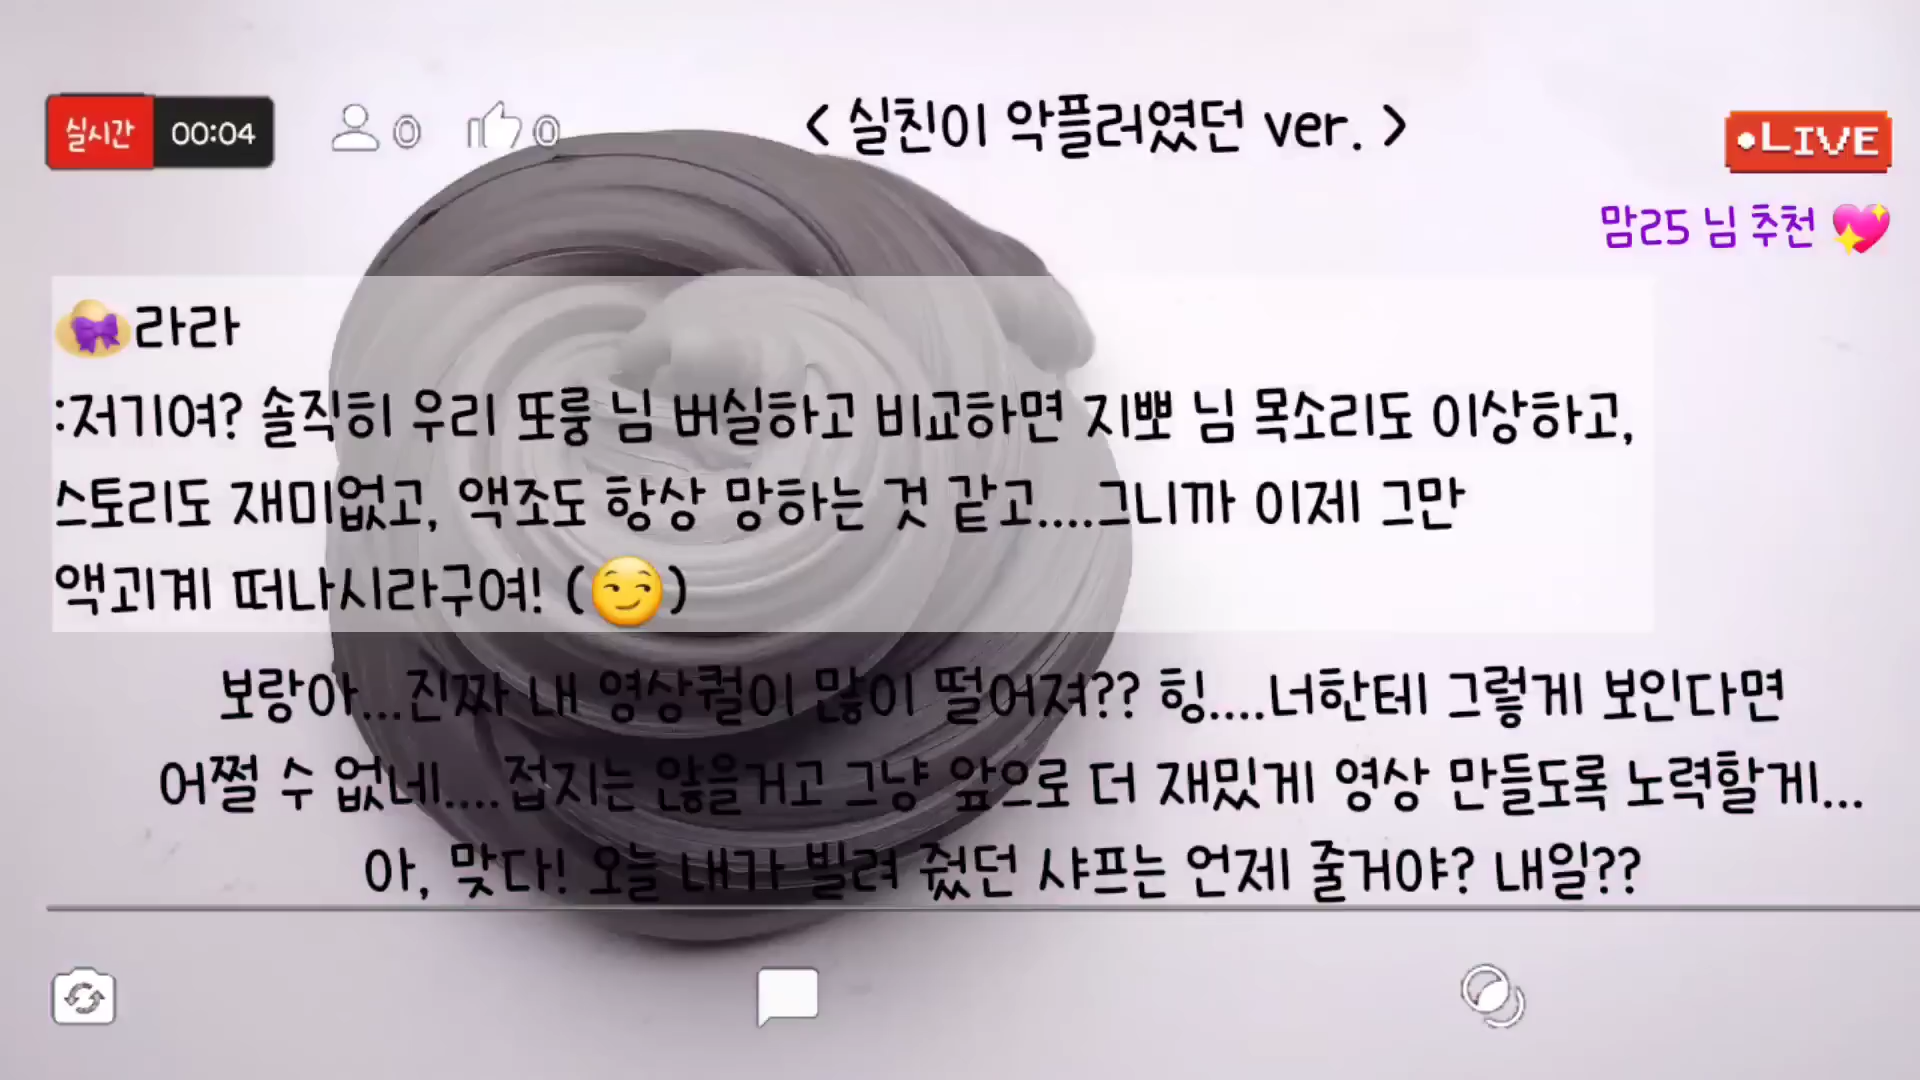 실시간 00:04 0 0 < 실친이 악플러였던 ver. > •LIVE
맘25 님 추천 💖
라라
:저기여? 솔직히 우리 또룽 님 버실하고 비교하면 지뽀 님 목소리도 이상하고,
스토리도 재미없고, 액조도 항상 망하는 것 같고....그니까 이제 그만
액괴계 떠나시라구여! (😏)
보랑아...진짜 내 영상퀄이 많이 떨어져?? 힝....너한테 그렇게 보인다면
어쩔 수 없네....접지는 않을거고 그냥 앞으로 더 재밌게 영상 만들도록 노력할게...
아, 맞다! 오늘 내가 빌려 줬던 샤프는 언제 줄거야? 내일??